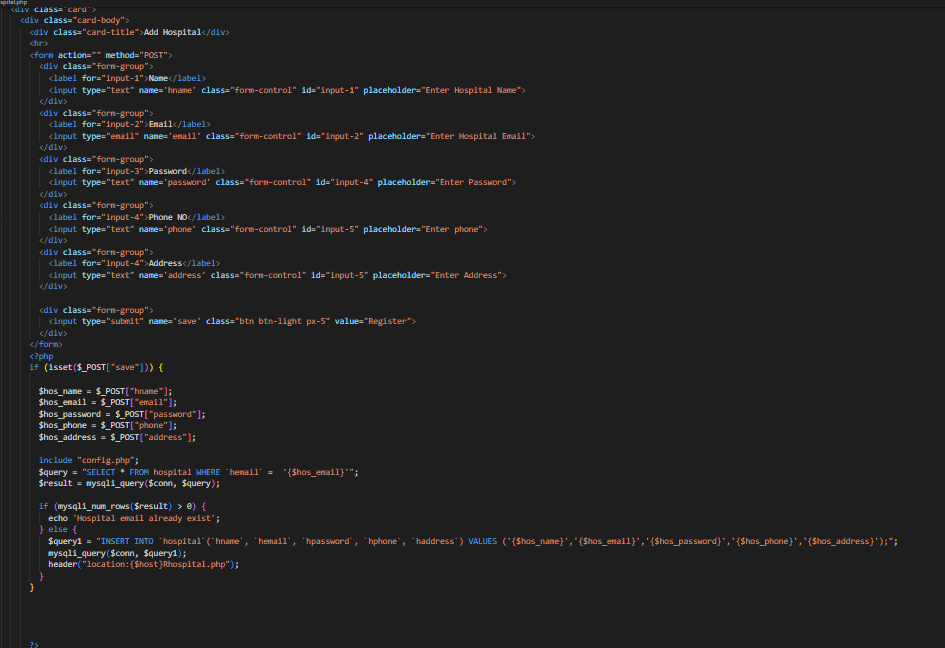 spital.php
<div class="card">
<div class="card-body">
<div class="card-title">Add Hospital</div>
<hr>
<form action="" method="POST">
<div class="form-group">
<label for="input-1">Name</label>
<input type="text" name='hname' class="form-control" id="input-1" placeholder="Enter Hospital Name">
</div>
<div class="form-group">
<label for="input-2">Email</label>
<input type="email" name='email' class="form-control" id="input-2" placeholder="Enter Hospital Email">
</div>
<div class="form-group">
<label for="input-3">Password</label>
<input type="text" name='password' class="form-control" id="input-4" placeholder="Enter Password">
</div>
<div class="form-group">
<label for="input-4">Phone NO</label>
<input type="text" name='phone' class="form-control" id="input-5" placeholder="Enter phone">
</div>
<div class="form-group">
<label for="input-4">Address</label>
<input type="text" name='address' class="form-control" id="input-5" placeholder="Enter Address">
</div>
<div class="form-group">
<input type="submit" name='save' class="btn btn-light px-5" value="Register">
</div>
</form>
<?php
if (isset($_POST["save"])) {
$hos_name = $_POST["hname"];
$hos_email = $_POST["email"];
$hos_password = $_POST["password"];
$hos_phone = $_POST["phone"];
$hos_address = $_POST["address"];
include "config.php";
$query = "SELECT * FROM hospital WHERE `hemail` =  '{$hos_email}'";
$result = mysqli_query($conn, $query);
if (mysqli_num_rows($result) > 0) {
echo 'Hospital email already exist';
} else {
$query1 = "INSERT INTO `hospital`(`hname`, `hemail`, `hpassword`, `hphone`, `haddress`) VALUES ('{$hos_name}','{$hos_email}','{$hos_password}','{$hos_phone}','{$hos_address}');";
mysqli_query($conn, $query1);
header("location:{$host}Rhospital.php");
}
}
?>